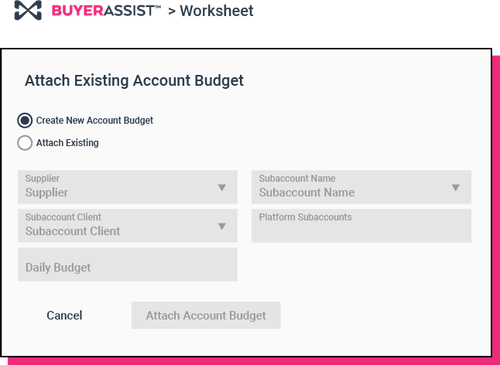 BUYERASSIST™ > Worksheet
Attach Existing Account Budget
Create New Account Budget
Attach Existing
Supplier
Supplier
Subaccount Name
Subaccount Name
Subaccount Client
Subaccount Client
Platform Subaccounts
Daily Budget
Cancel
Attach Account Budget